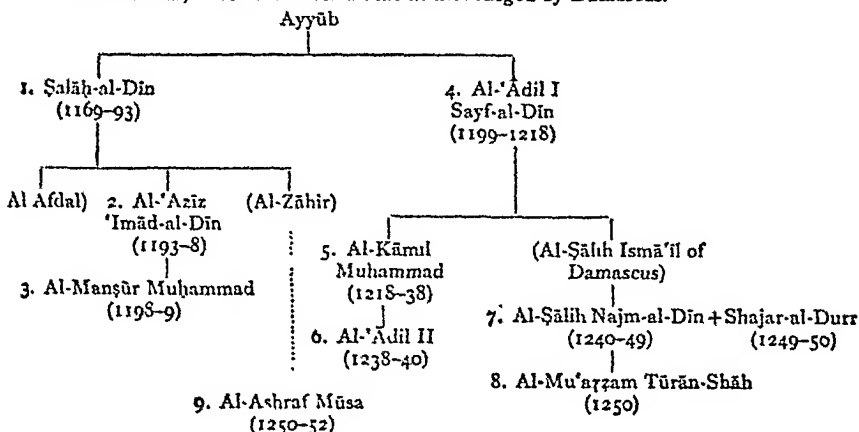 Ayyūb
1. Ṣalāḥ-al-Dīn
(1169–93)
4. Al-'Ādil I
Sayf-al-Dīn
(1199–1218)
Al Afḍal)
2. Al-'Azīz
'Imād-al-Dīn
(1193–8)
(Al-Ẓāhir)
3. Al-Manṣūr Muḥammad
(1198–9)
5. Al-Kāmil
Muḥammad
(1218–38)
(Al-Ṣāliḥ Ismā'īl of
Damascus)
6. Al-'Ādil II
(1238–40)
7. Al-Ṣāliḥ Najm-al-Dīn + Shajar-al-Durr
(1240–49) (1249–50)
8. Al-Mu'aẓẓam Tūrān-Shāh
(1250)
9. Al-Ashraf Mūsa
(1250–52)